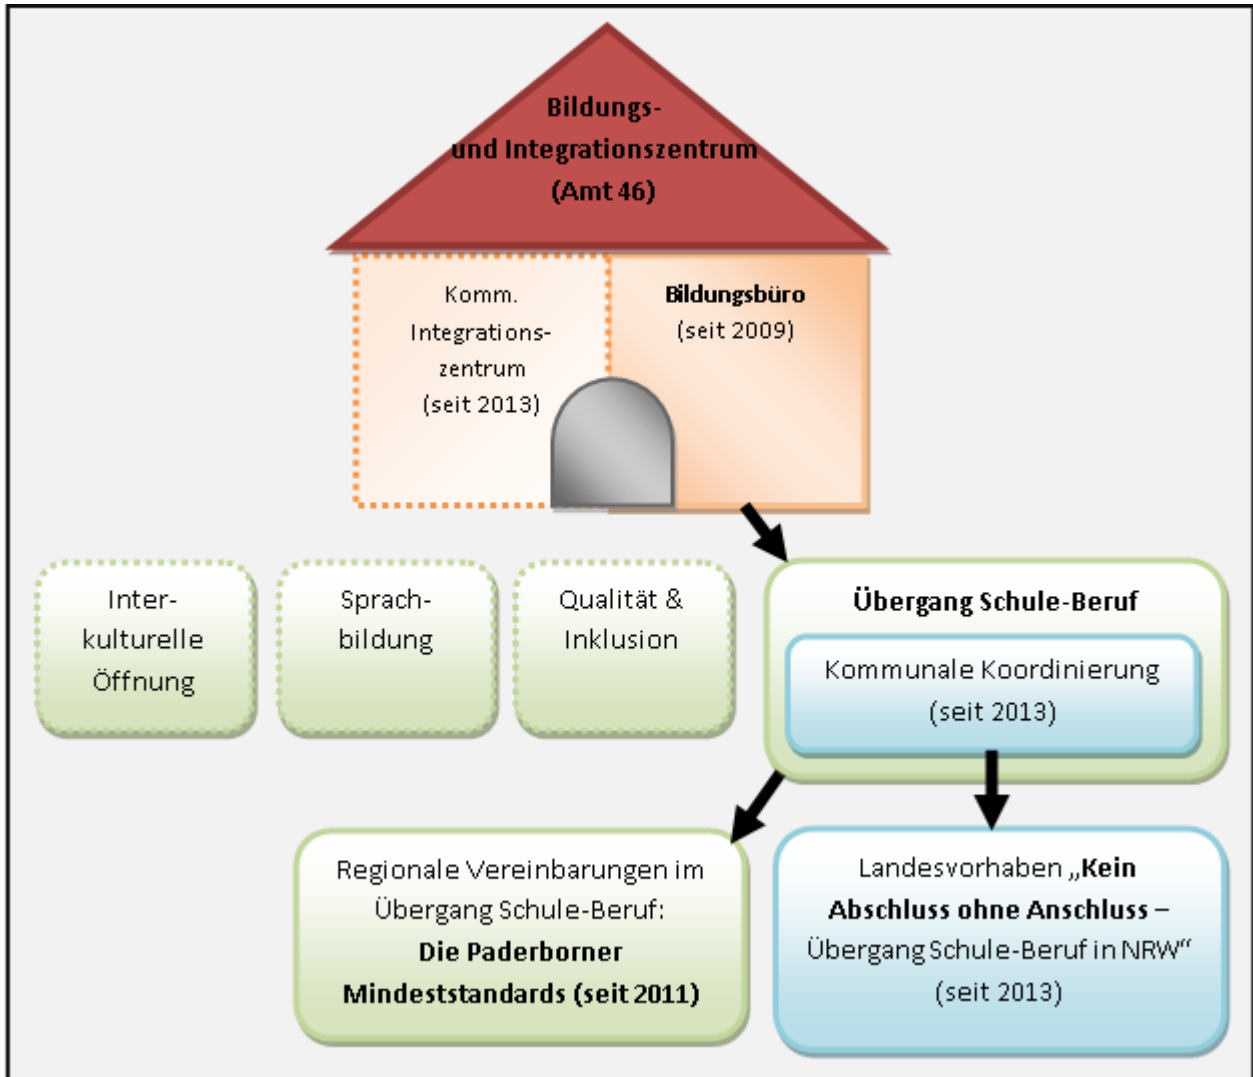 Bildungs-
und Integrationszentrum
(Amt 46)
Komm.
Integrations-
zentrum
(seit 2013)
Bildungsbüro
(seit 2009)
Inter-
kulturelle
Öffnung
Sprach-
bildung
Qualität &
Inklusion
Übergang Schule-Beruf
Kommunale Koordinierung
(seit 2013)
Regionale Vereinbarungen im
Übergang Schule-Beruf:
Die Paderborner
Mindeststandards (seit 2011)
Landesvorhaben „Kein
Abschluss ohne Anschluss –
Übergang Schule-Beruf in NRW“
(seit 2013)